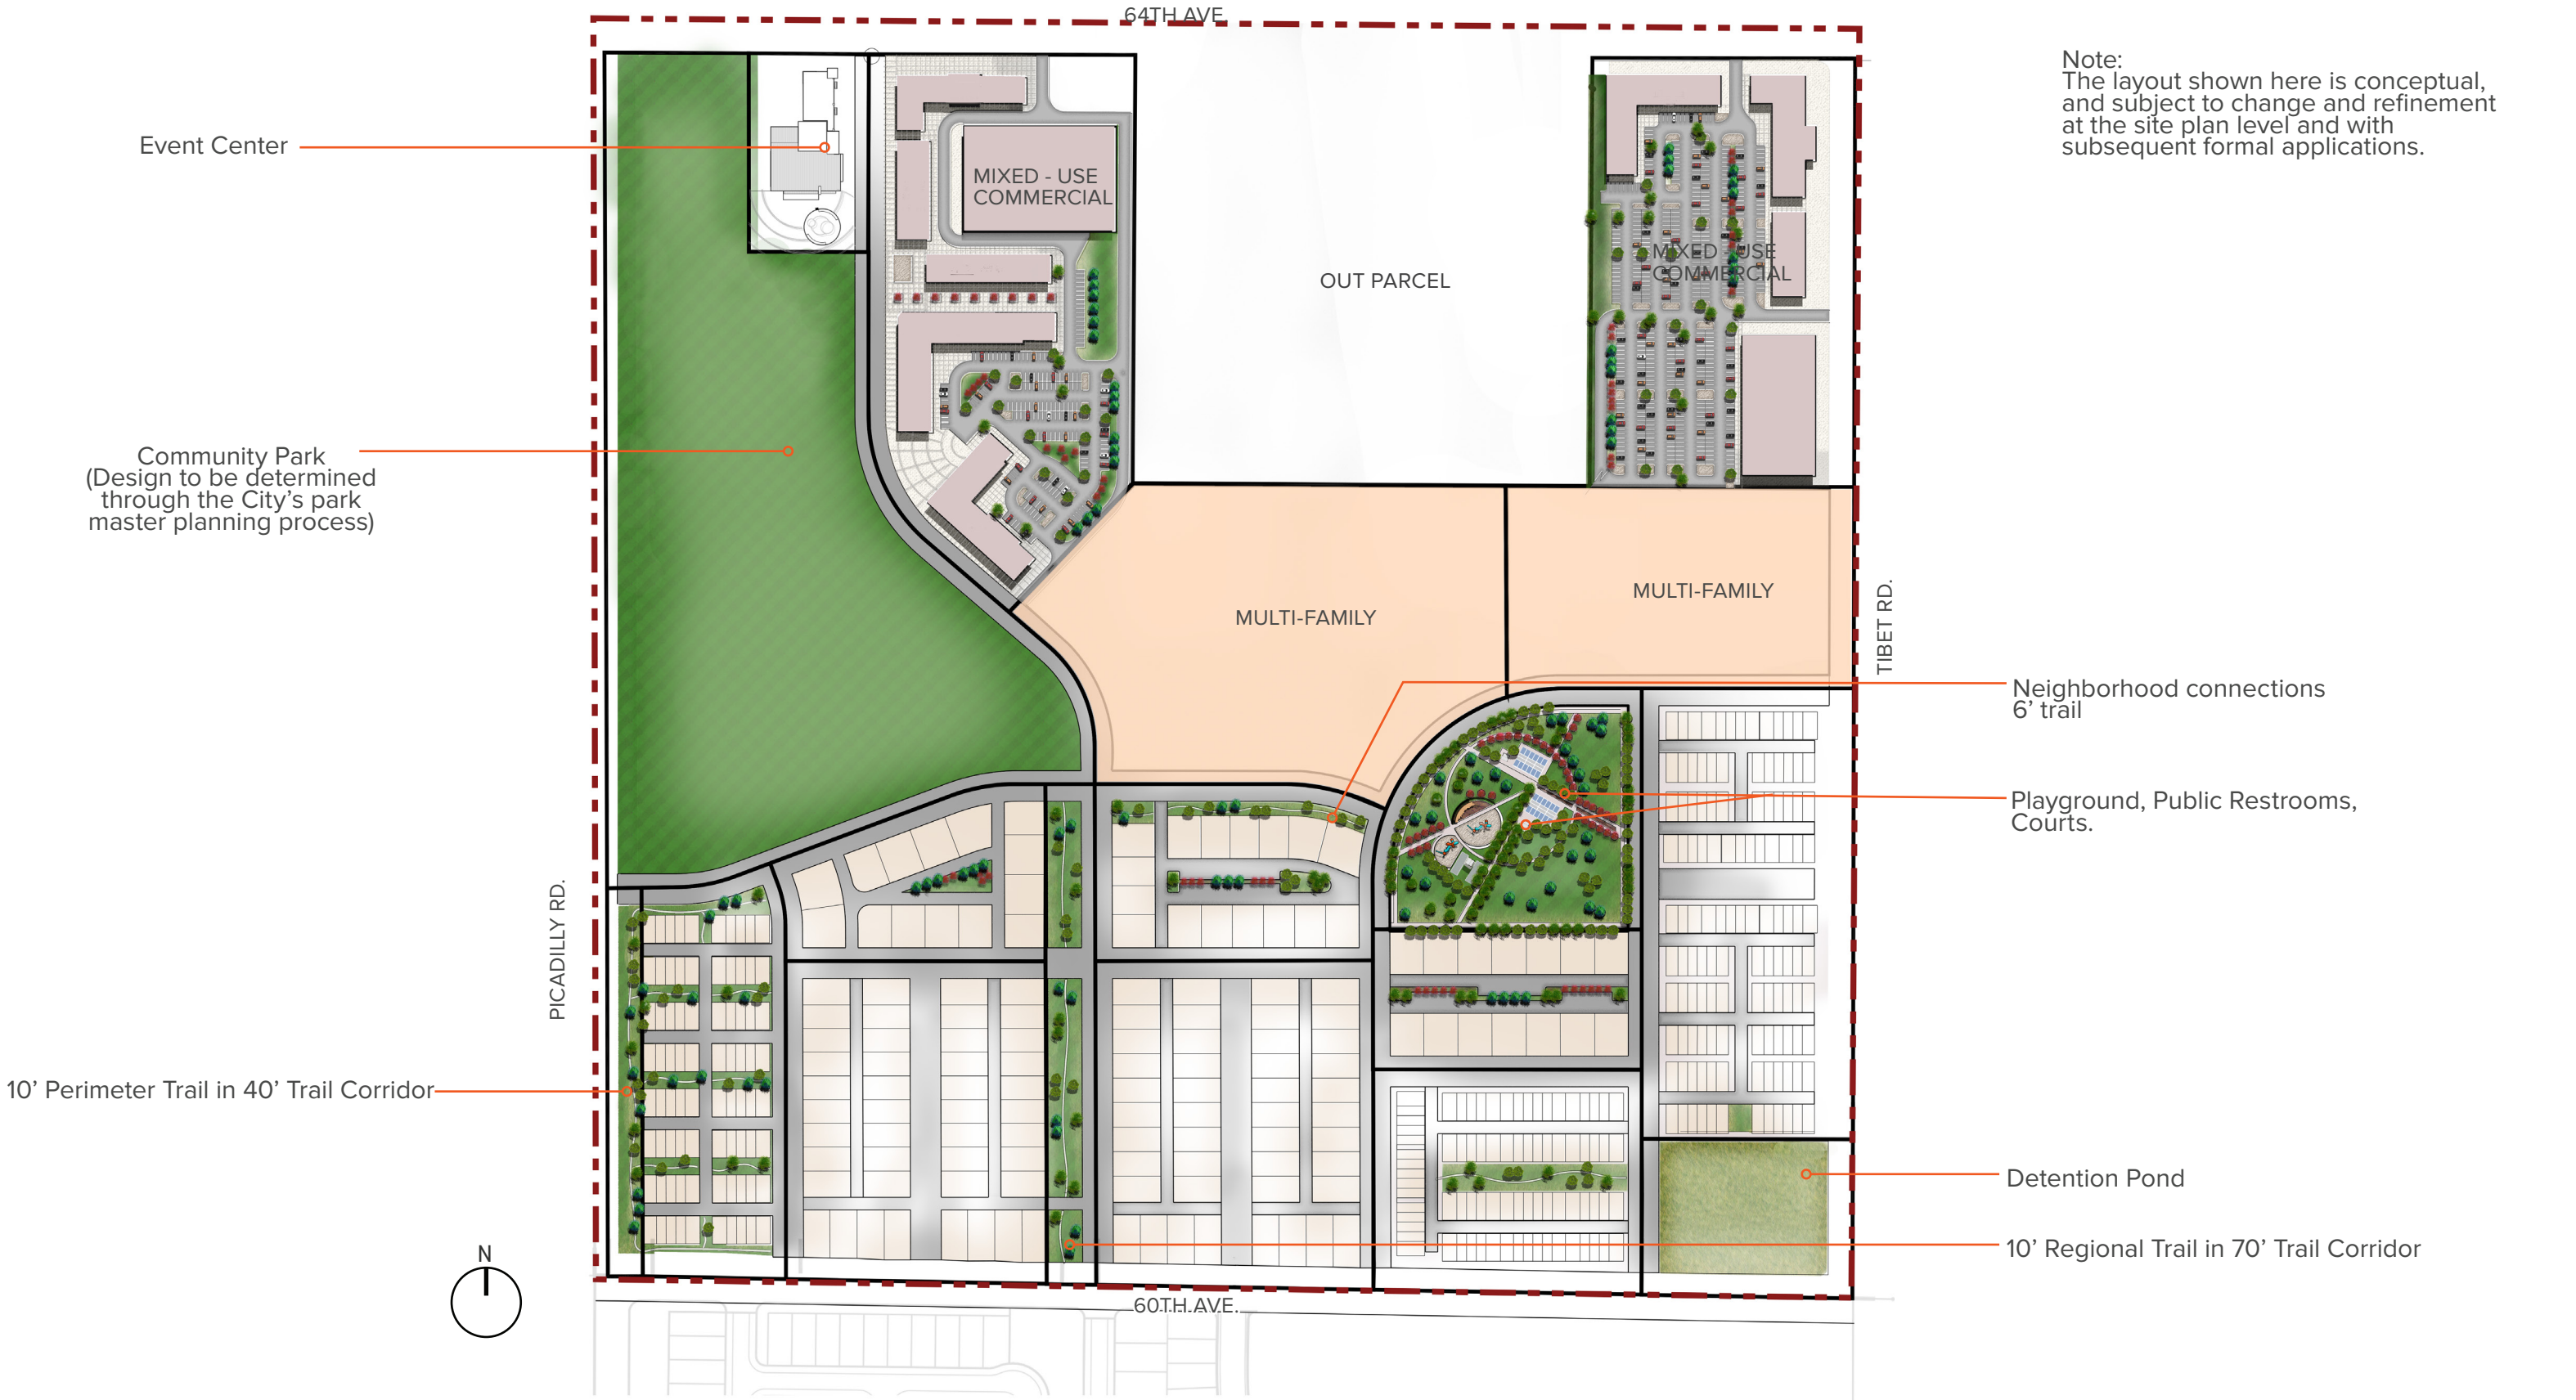 64TH AVE.
Note:
The layout shown here is conceptual,
and subject to change and refinement
at the site plan level and with
subsequent formal applications.
Event Center
MIXED - USE
COMMERCIAL
OUT PARCEL
MIXED - USE
COMMERCIAL
Community Park
(Design to be determined
through the City’s park
master planning process)
MULTI-FAMILY
MULTI-FAMILY
TIBET RD.
Neighborhood connections
6’ trail
Playground, Public Restrooms,
Courts.
PICADILLY RD.
10’ Perimeter Trail in 40’ Trail Corridor
Detention Pond
10’ Regional Trail in 70’ Trail Corridor
N
60TH AVE.